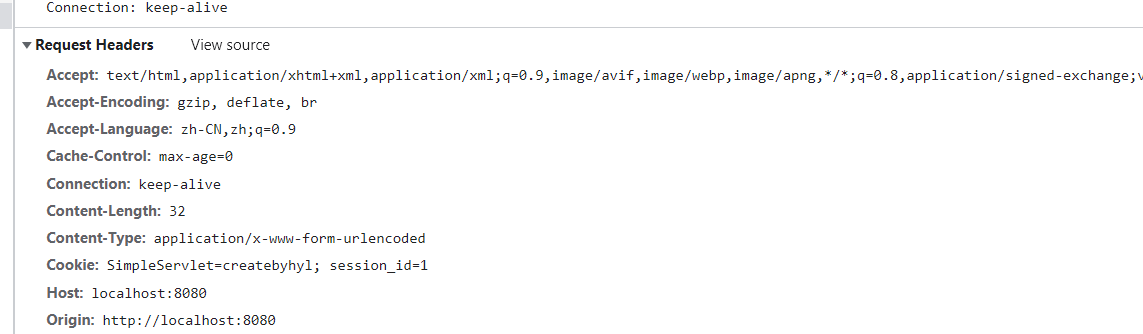 Connection: keep-alive
Request Headers View source
Accept: text/html,application/xhtml+xml,application/xml;q=0.9,image/avif,image/webp,image/apng,*/*;q=0.8,application/signed-exchange;v
Accept-Encoding: gzip, deflate, br
Accept-Language: zh-CN,zh;q=0.9
Cache-Control: max-age=0
Connection: keep-alive
Content-Length: 32
Content-Type: application/x-www-form-urlencoded
Cookie: SimpleServlet=createbyhyl; session_id=1
Host: localhost:8080
Origin: http://localhost:8080